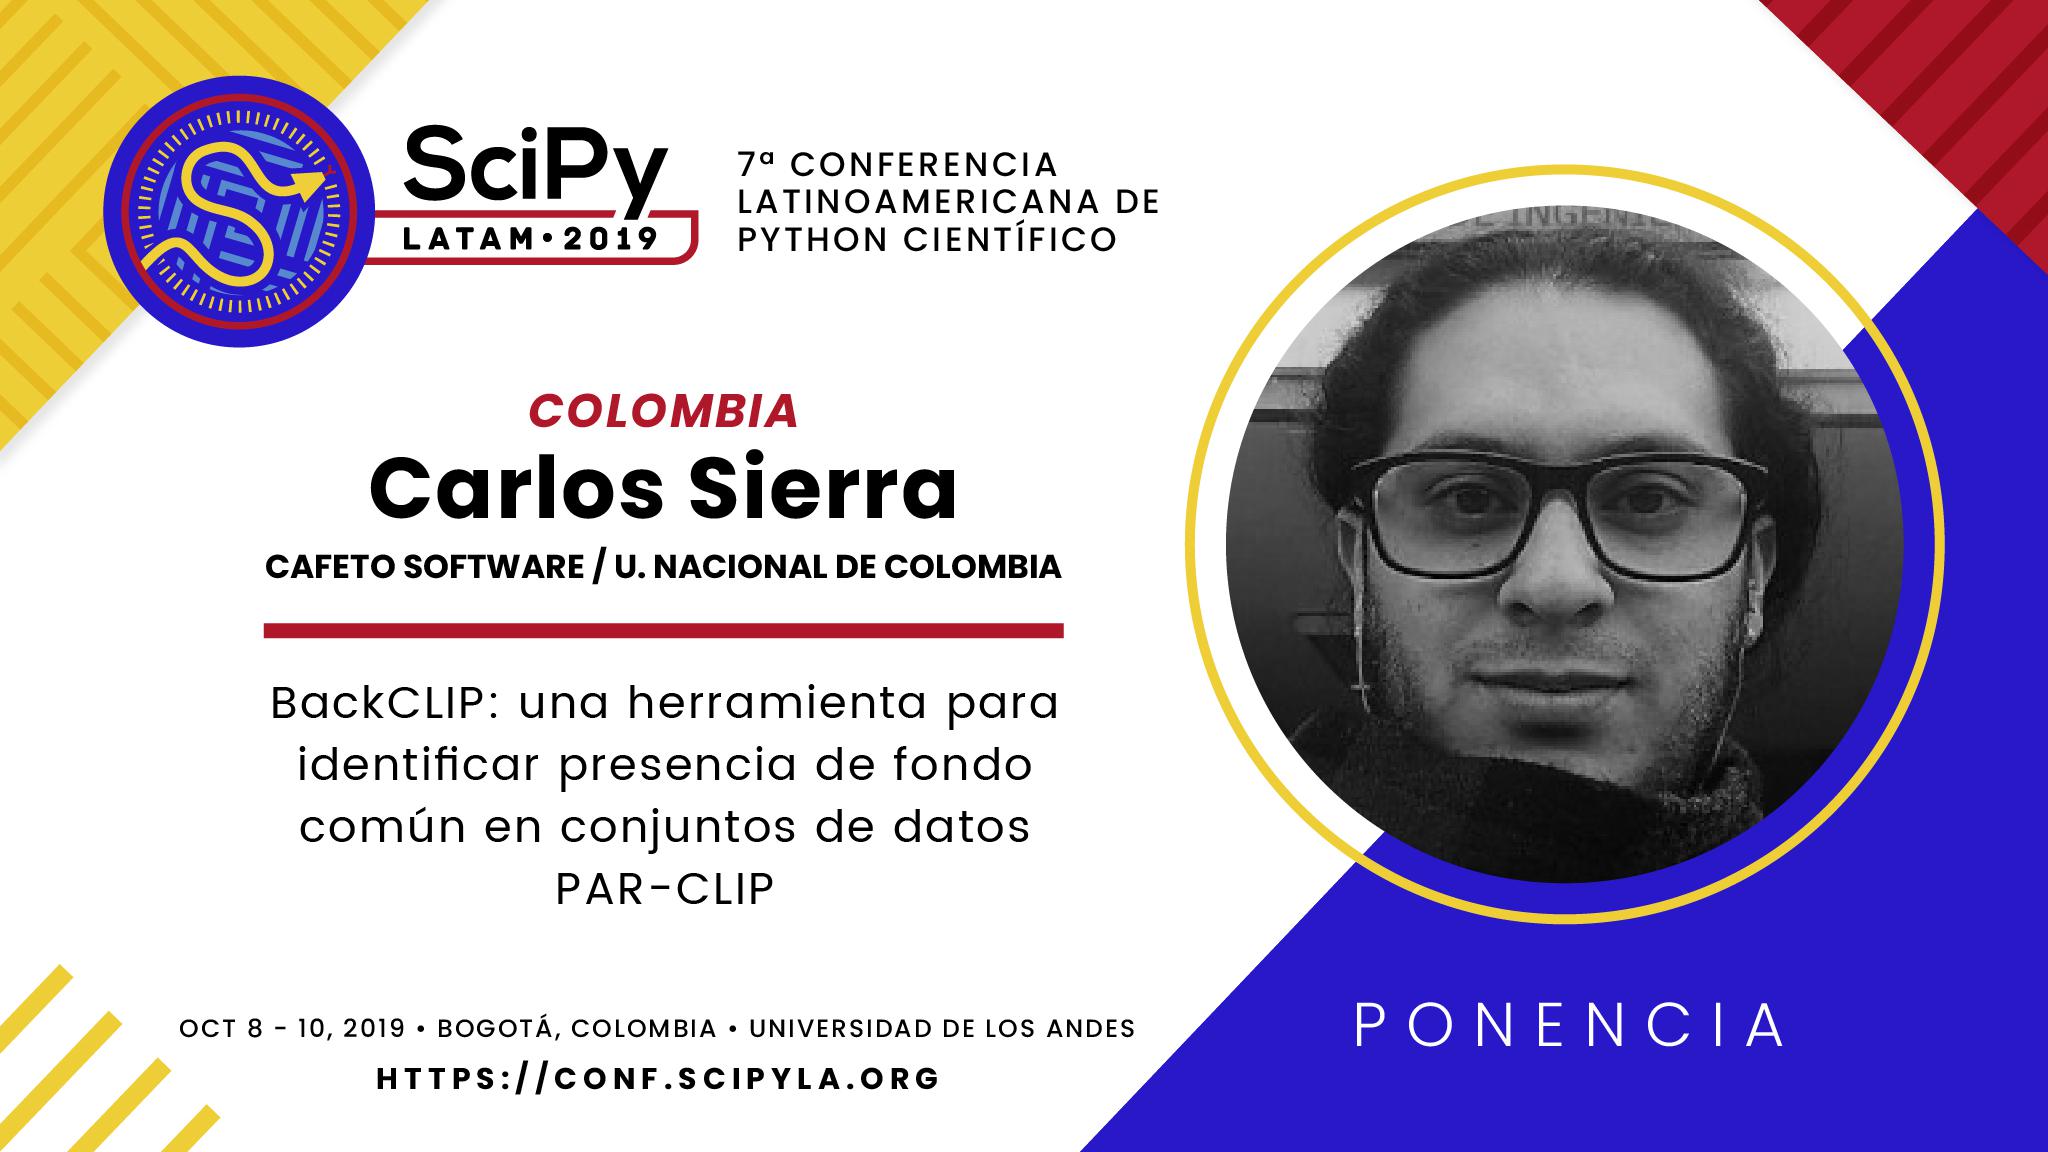 SciPy
LATAM•2019
7ª CONFERENCIA
LATINOAMERICANA DE
PYTHON CIENTÍFICO
COLOMBIA
Carlos Sierra
CAFETO SOFTWARE / U. NACIONAL DE COLOMBIA
BackCLIP: una herramienta para
identificar presencia de fondo
común en conjuntos de datos
PAR-CLIP
OCT 8 - 10, 2019 • BOGOTÁ, COLOMBIA • UNIVERSIDAD DE LOS ANDES
HTTPS://CONF.SCIPYLA.ORG
PONENCIA